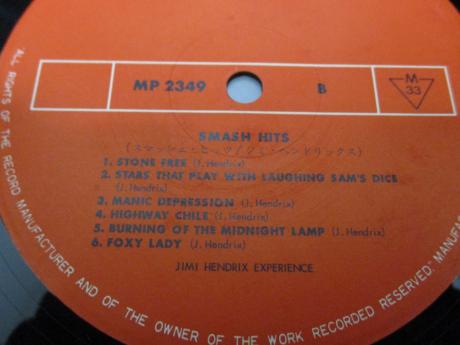 MP 2349
B
M
33
SMASH HITS
(スマッシュ・ヒッツ/ジミ・ヘンドリックス)
1. STONE FREE (J. Hendrix)
2. STARS THAT PLAY WITH LAUGHING SAM'S DICE
(J. Hendrix)
3. MANIC DEPRESSION (J. Hendrix)
4. HIGHWAY CHILE (J. Hendrix)
5. BURNING OF THE MIDNIGHT LAMP (J. Hendrix)
6. FOXY LADY (J. Hendrix)
JIMI HENDRIX EXPERIENCE
"ALL RIGHTS OF THE RECORD MANUFACTURER AND OF THE OWNER OF THE WORK RECORDED RESERVED